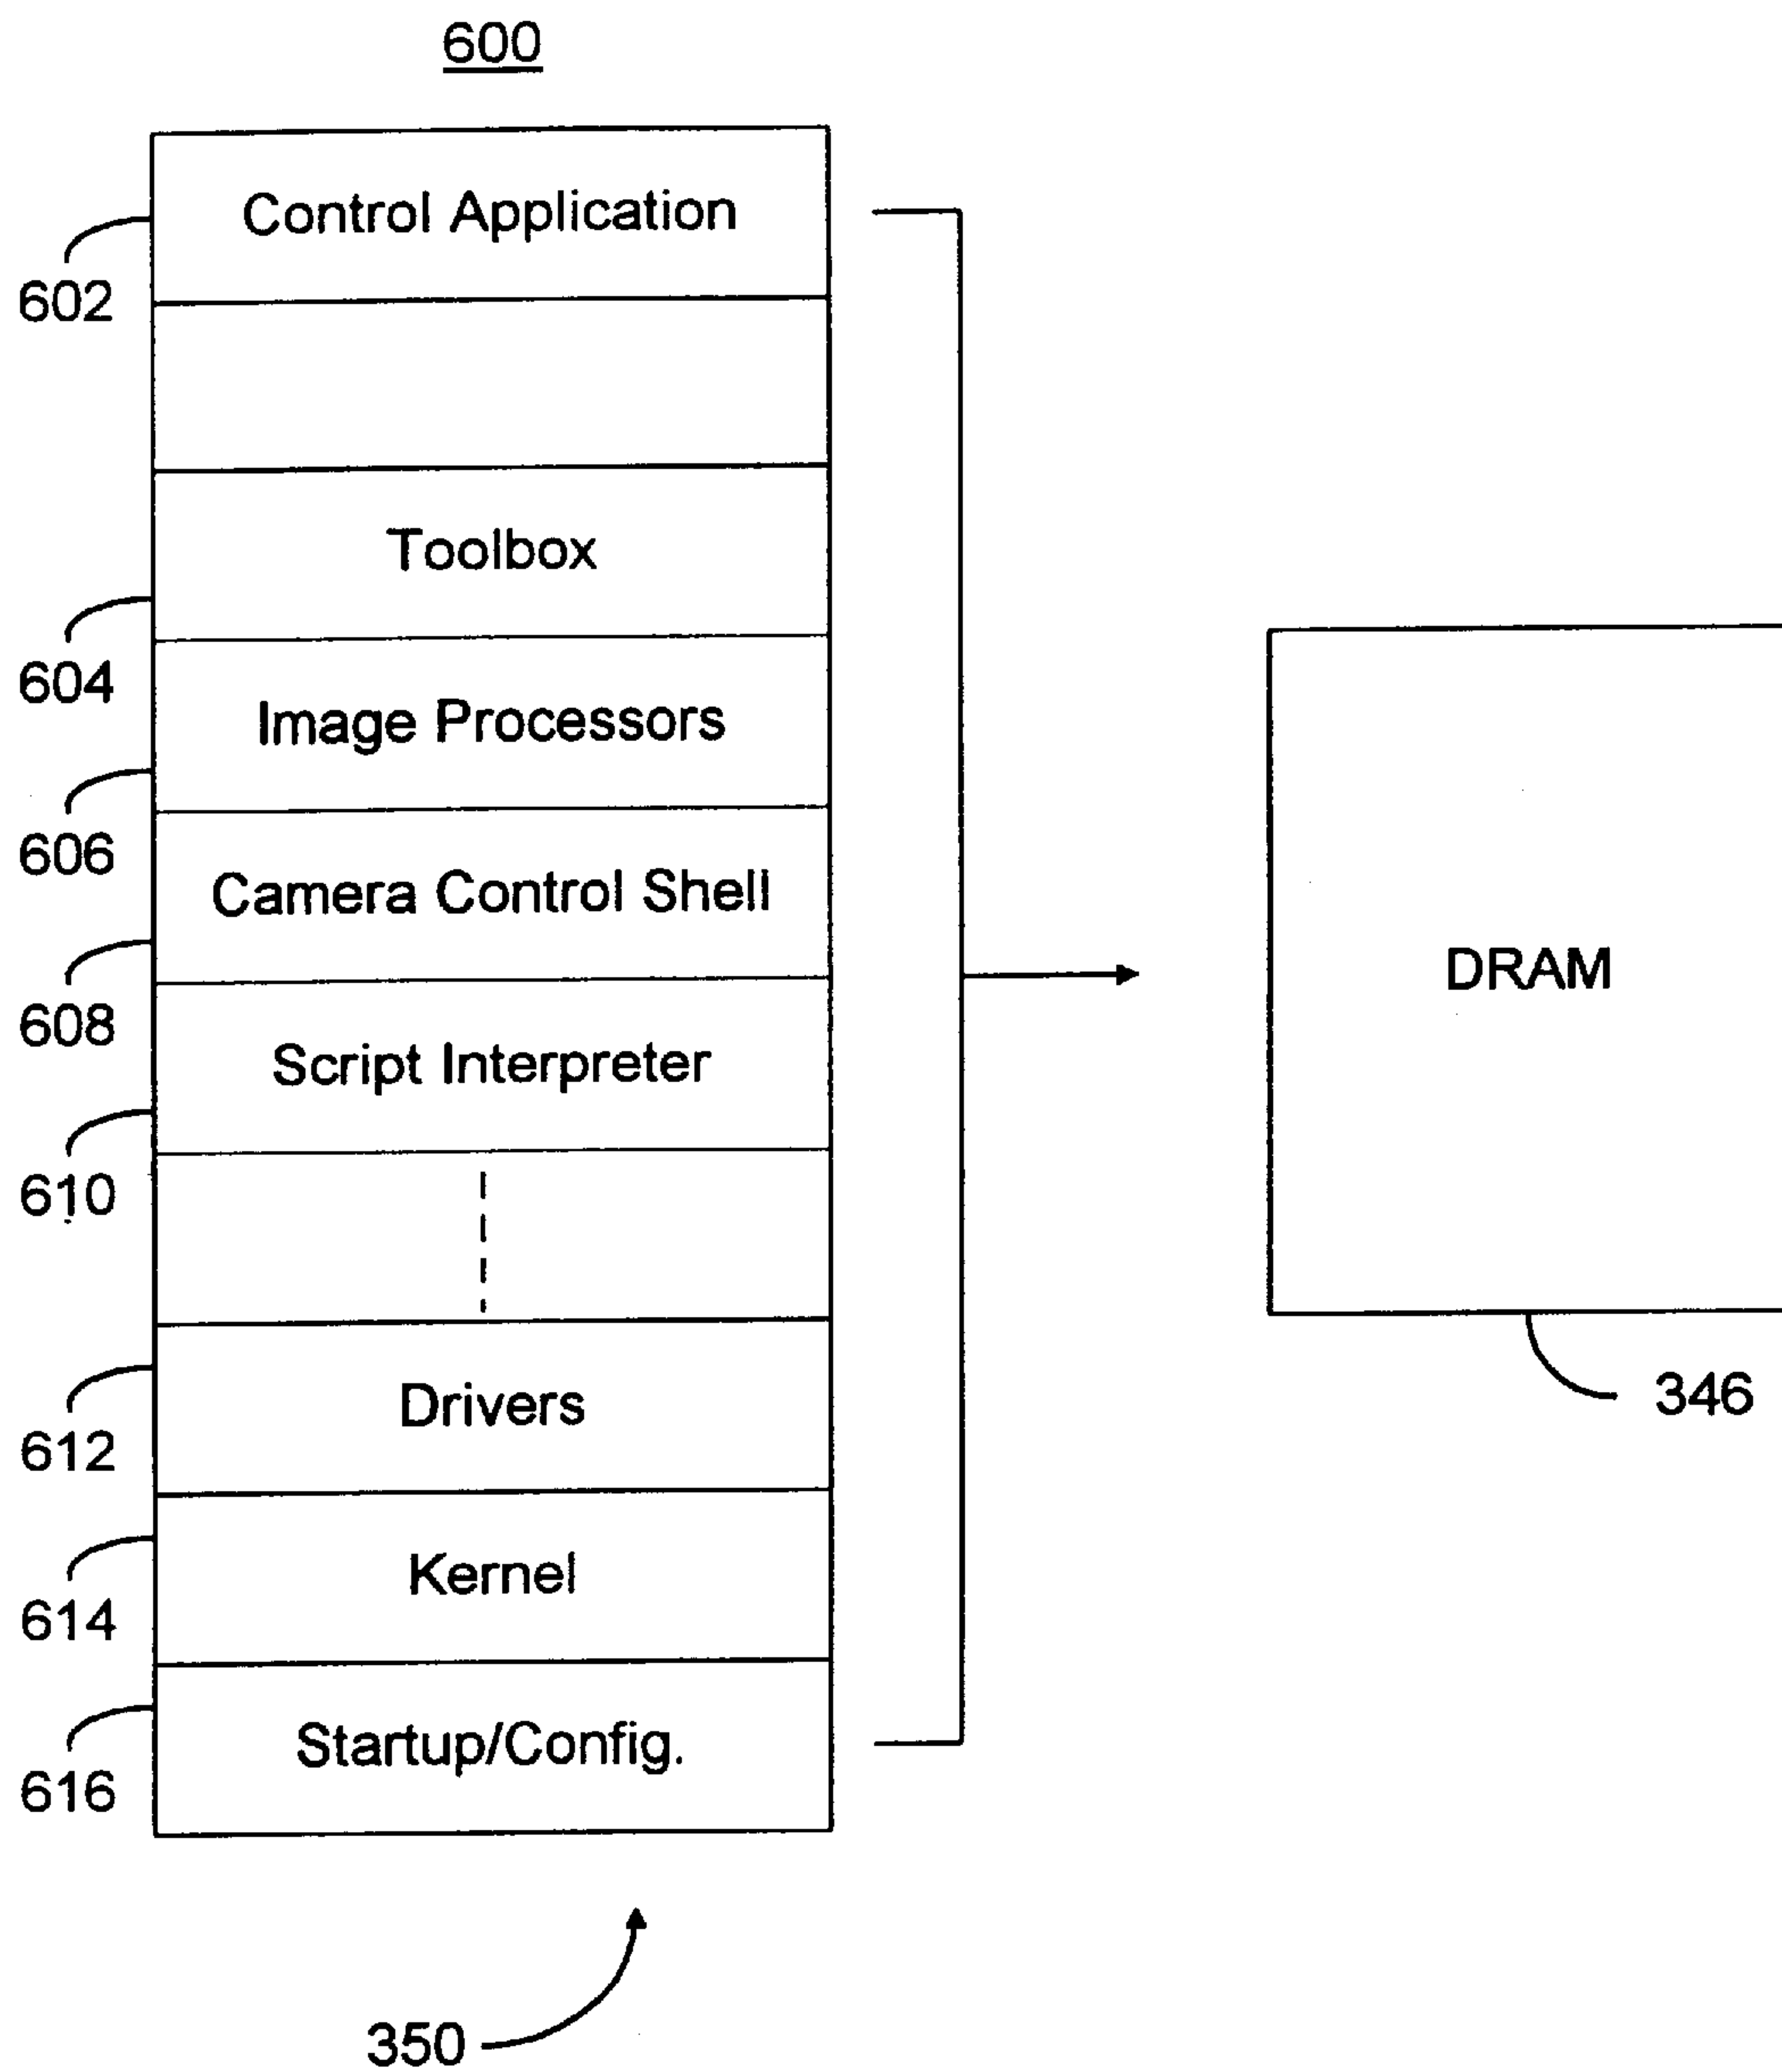 600
Control Application
602
Toolbox
604
Image Processors
606
Camera Control Shell
608
Script Interpreter
610
DRAM
346
Drivers
612
Kernel
614
Startup/Config.
616
350